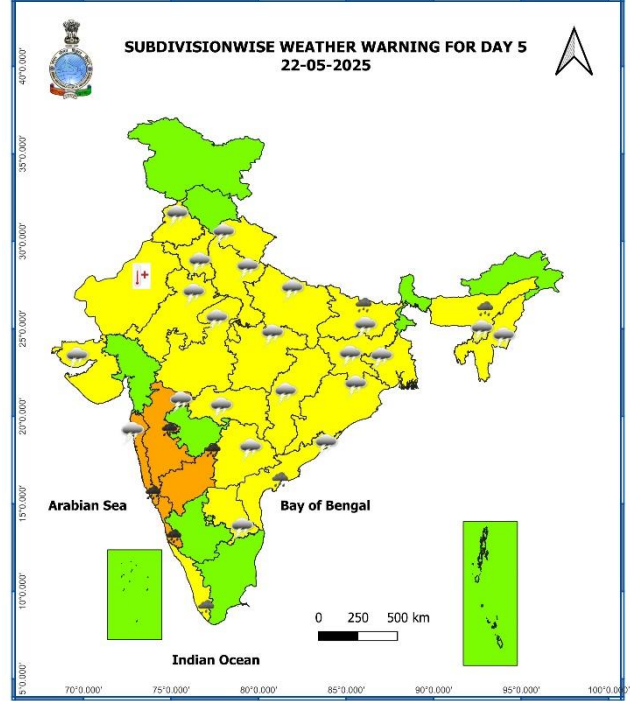 SUBDIVISIONWISE WEATHER WARNING FOR DAY 5
22-05-2025
40°0.000'
35°0.000'
30°0.000'
25°0.000'
20°0.000'
15°0.000'
10°0.000'
5°0.000'
Arabian Sea
Bay of Bengal
0 250 500 km
Indian Ocean
70°0.000' 75°0.000' 80°0.000' 85°0.000' 90°0.000' 95°0.000' 100°0.000'